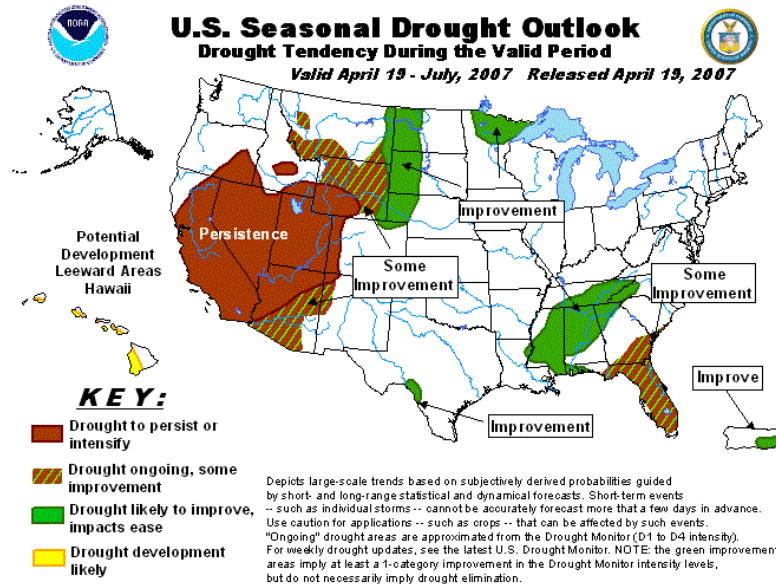 NOAA
U.S. Seasonal Drought Outlook
Drought Tendency During the Valid Period
Valid April 19 - July, 2007 Released April 19, 2007
Improvement
Persistence
Potential
Development
Leeward Areas
Hawaii
Some
Improvement
Some
Improvement
Improve
Improvement
KEY:
Drought to persist or
intensify
Drought ongoing, some
improvement
Drought likely to improve,
impacts ease
Drought development
likely
Depicts large-scale trends based on subjectively derived probabilities guided
by short- and long-range statistical and dynamical forecasts. Short-term events
-- such as individual storms -- cannot be accurately forecast more that a few days in advance.
Use caution for applications -- such as crops -- that can be affected by such events.
"Ongoing" drought areas are approximated from the Drought Monitor (D1 to D4 intensity).
For weekly drought updates, see the latest U.S. Drought Monitor. NOTE: the green improvement
areas imply at least a 1-category improvement in the Drought Monitor intensity levels,
but do not necessarily imply drought elimination.